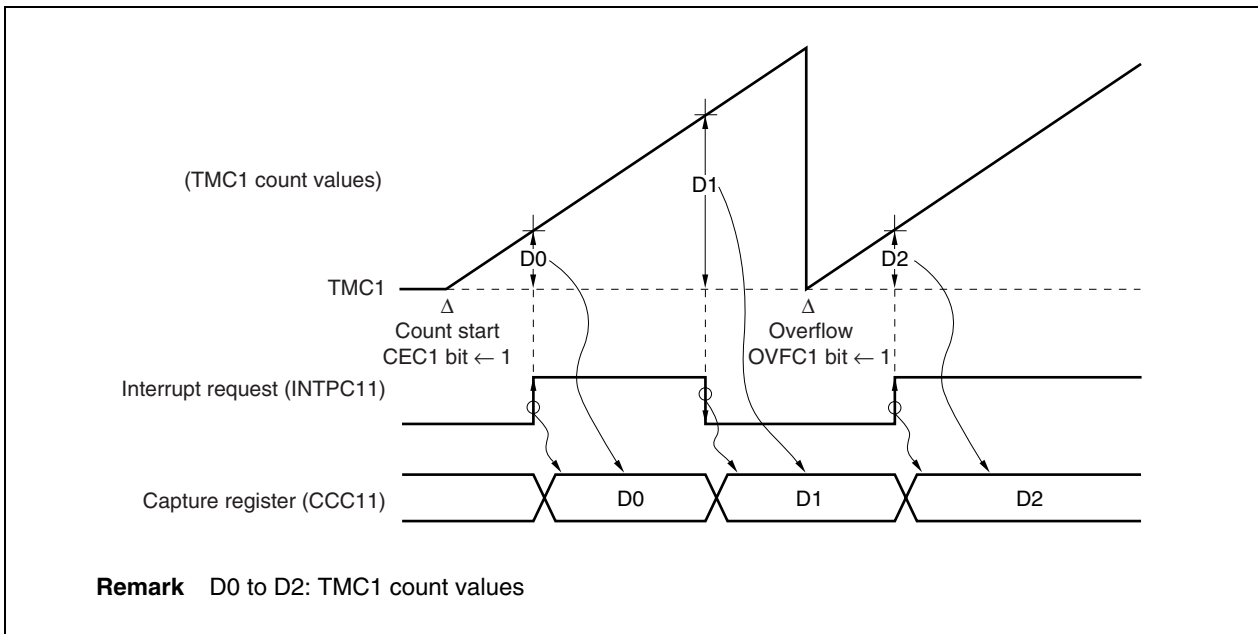 (TMC1 count values)
D1
D0
D2
TMC1
Δ
Δ
Count start
Overflow
CEC1 bit ← 1
OVFC1 bit ← 1
Interrupt request (INTPC11)
Capture register (CCC11)
D0
D1
D2
Remark D0 to D2: TMC1 count values